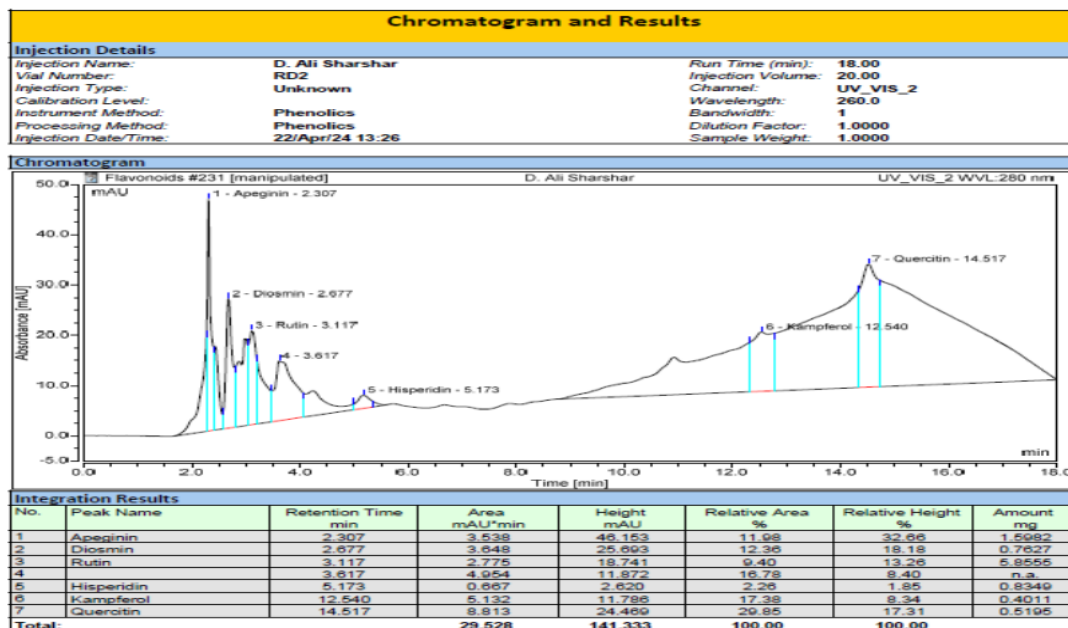 Chromatogram and Results
Injection Details
Injection Name: D. Ali Sharshar Run Time (min): 18.00
Vial Number: RD2 Injection Volume: 20.00
Injection Type: Unknown Channel: UV_VIS_2
Calibration Level: Wavelength: 260.0
Instrument Method: Phenolics Bandwidth: 1
Processing Method: Phenolics Dilution Factor: 1.0000
Injection Date/Time: 22/Apr/24 13:26 Sample Weight: 1.0000
Chromatogram
Flavonoids #231 [manipulated] D. Ali Sharshar UV_VIS_2 WVL:280 nm
50.0 mAU
1 - Apeginin - 2.307
40.0
7 - Quercitin - 14.517
30.0
2 - Diosmin - 2.677
3 - Rutin - 3.117
6 - Kampferol - 12.540
20.0
4 - 3.617
10.0
5 - Hisperidin - 5.173
0.0
min
-5.0
Absorbance [mAU]
0.0 2.0 4.0 6.0 8.0 10.0 12.0 14.0 16.0 18.0
Time [min]
Integration Results
No. Peak Name Retention Time Area Height Relative Area Relative Height Amount
min mAU*min mAU % % mg
1 Apeginin 2.307 3.538 46.153 11.98 32.66 1.5982
2 Diosmin 2.677 3.648 25.693 12.36 18.18 0.7627
3 Rutin 3.117 2.775 18.741 9.40 13.26 5.8555
4 3.617 4.954 11.872 16.78 8.40 n.a.
5 Hisperidin 5.173 0.667 2.620 2.26 1.85 0.8349
6 Kampferol 12.540 5.132 11.786 17.38 8.34 0.4011
7 Quercitin 14.517 8.813 24.469 29.85 17.31 0.5195
Total: 29.528 141.333 100.00 100.00